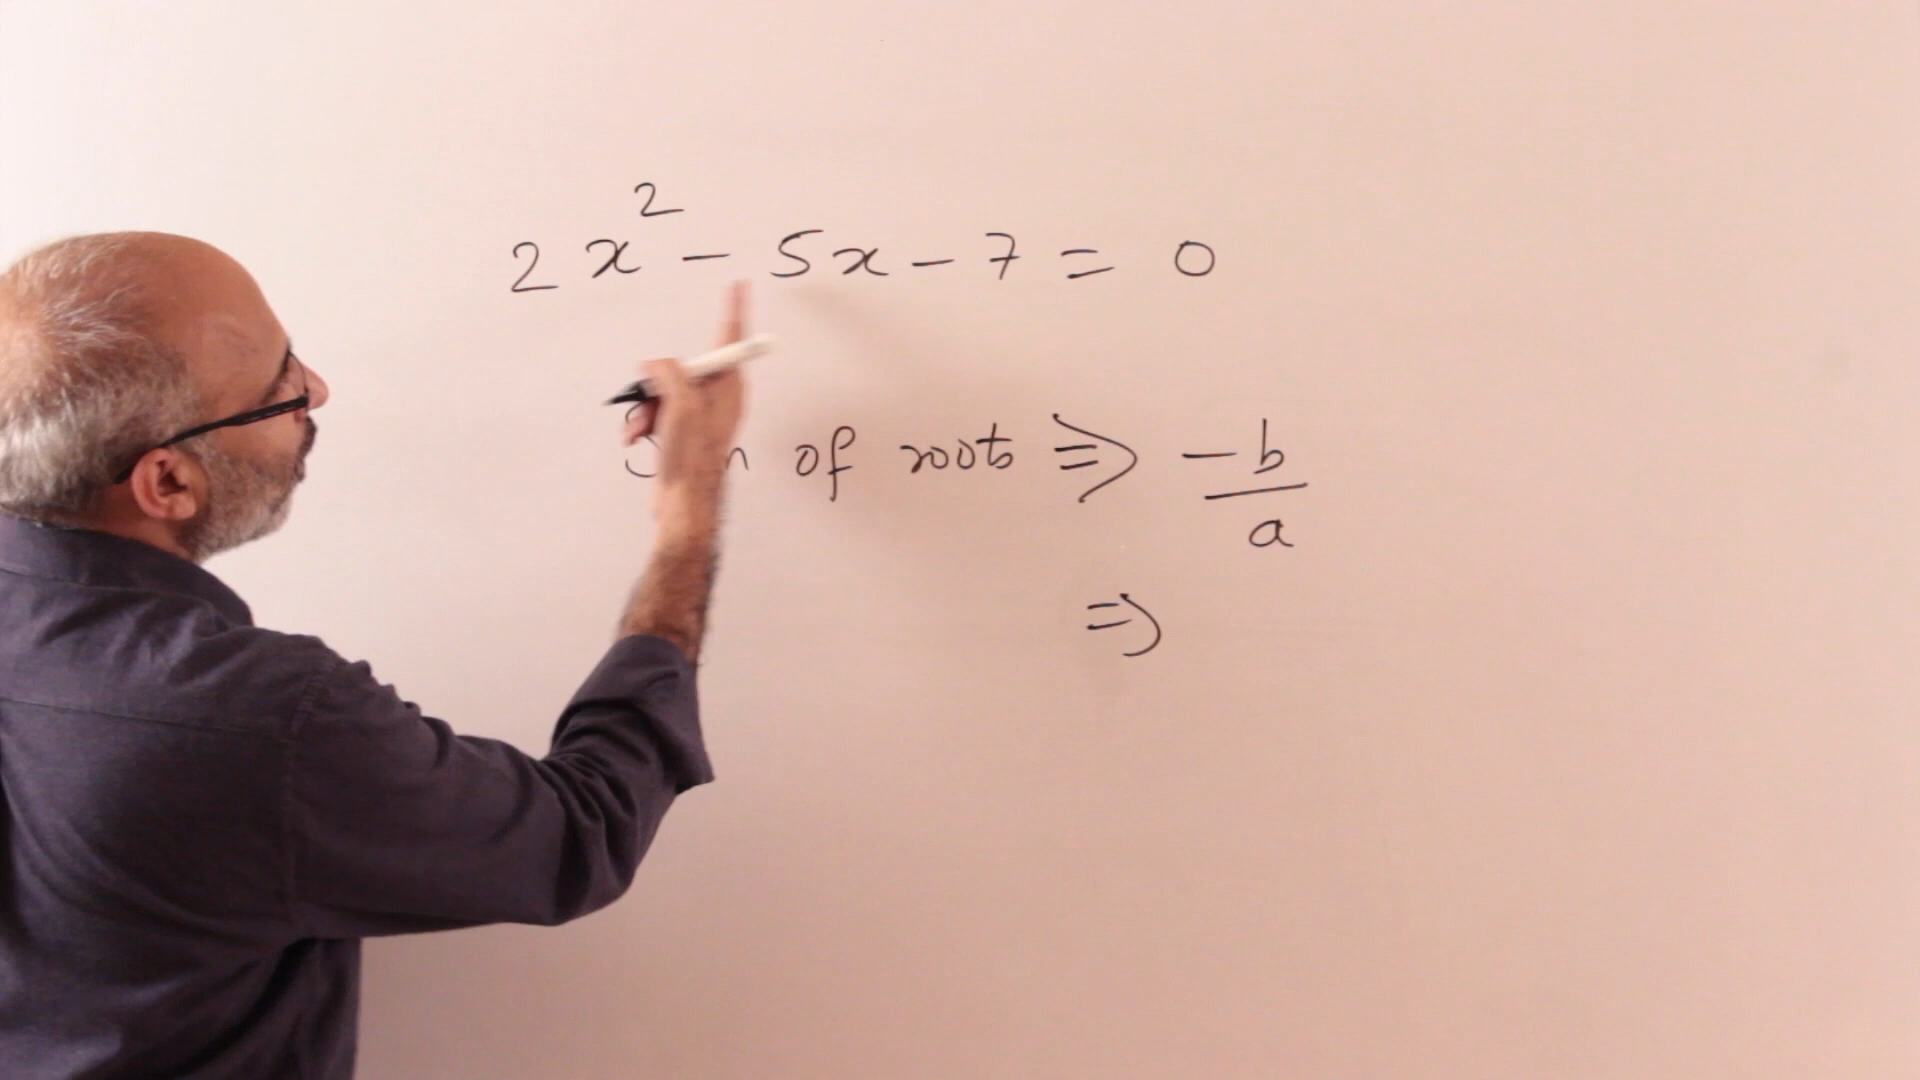 2x² - 5x - 7 = 0
of roots ⇒ -b/a
⇒